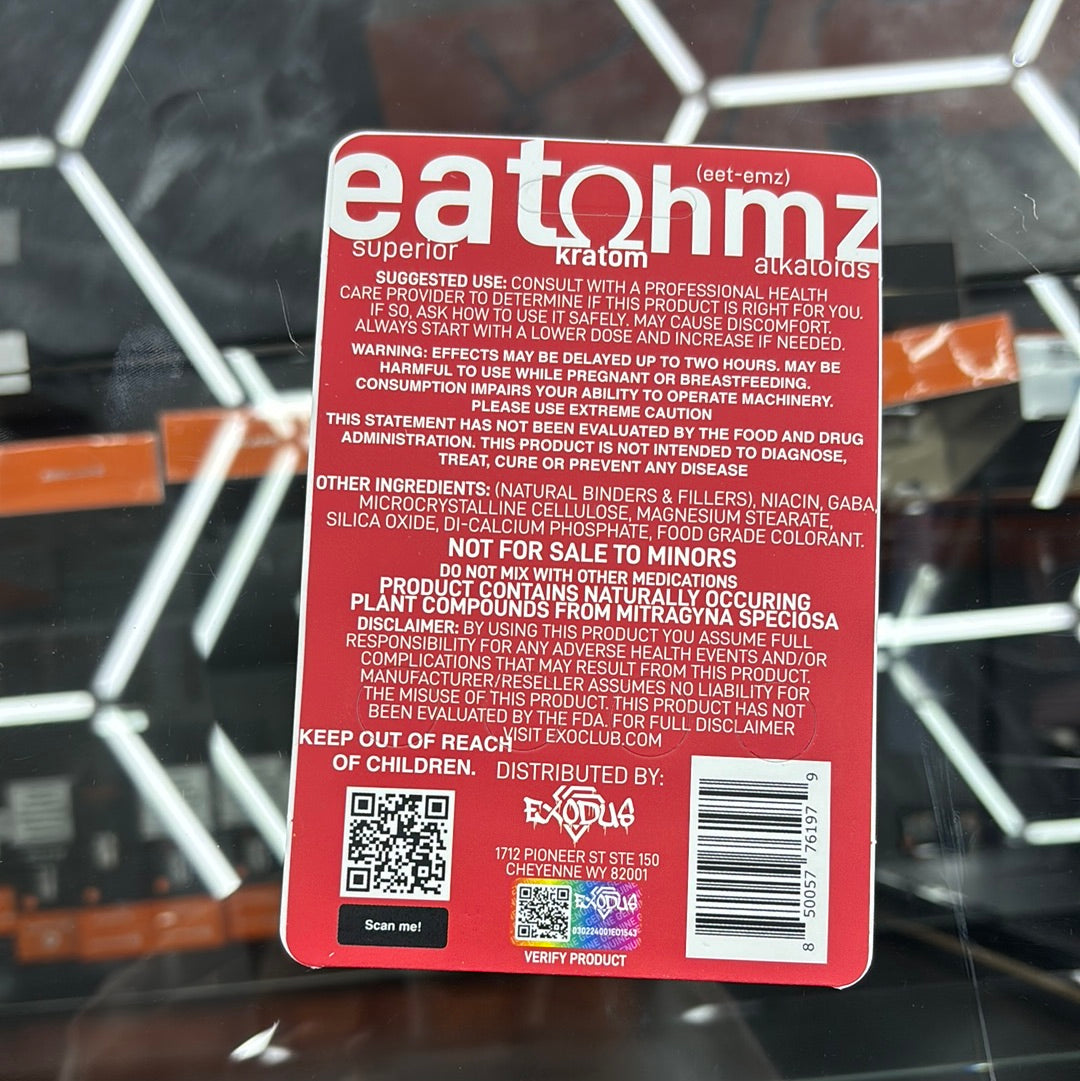 (eet-emz)
eatΩhmz
superior kratom alkaloids
SUGGESTED USE: CONSULT WITH A PROFESSIONAL HEALTH
CARE PROVIDER TO DETERMINE IF THIS PRODUCT IS RIGHT FOR YOU.
IF SO, ASK HOW TO USE IT SAFELY. MAY CAUSE DISCOMFORT.
ALWAYS START WITH A LOWER DOSE AND INCREASE IF NEEDED.
WARNING: EFFECTS MAY BE DELAYED UP TO TWO HOURS. MAY BE
HARMFUL TO USE WHILE PREGNANT OR BREASTFEEDING.
CONSUMPTION IMPAIRS YOUR ABILITY TO OPERATE MACHINERY.
PLEASE USE EXTREME CAUTION
THIS STATEMENT HAS NOT BEEN EVALUATED BY THE FOOD AND DRUG
ADMINISTRATION. THIS PRODUCT IS NOT INTENDED TO DIAGNOSE,
TREAT, CURE OR PREVENT ANY DISEASE
OTHER INGREDIENTS: (NATURAL BINDERS & FILLERS), NIACIN, GABA,
MICROCRYSTALLINE CELLULOSE, MAGNESIUM STEARATE,
SILICA OXIDE, DI-CALCIUM PHOSPHATE, FOOD GRADE COLORANT.
NOT FOR SALE TO MINORS
DO NOT MIX WITH OTHER MEDICATIONS
PRODUCT CONTAINS NATURALLY OCCURING
PLANT COMPOUNDS FROM MITRAGYNA SPECIOSA
DISCLAIMER: BY USING THIS PRODUCT YOU ASSUME FULL
RESPONSIBILITY FOR ANY ADVERSE HEALTH EVENTS AND/OR
COMPLICATIONS THAT MAY RESULT FROM THIS PRODUCT.
MANUFACTURER/RESELLER ASSUMES NO LIABILITY FOR
THE MISUSE OF THIS PRODUCT. THIS PRODUCT HAS NOT
BEEN EVALUATED BY THE FDA. FOR FULL DISCLAIMER
VISIT EXOCLUB.COM
KEEP OUT OF REACH
OF CHILDREN.
Scan me!
DISTRIBUTED BY:
EXODUS
1712 PIONEER ST STE 150
CHEYENNE WY 82001
EXODUS
030224001E01543
VERIFY PRODUCT
8 50057 76197 9